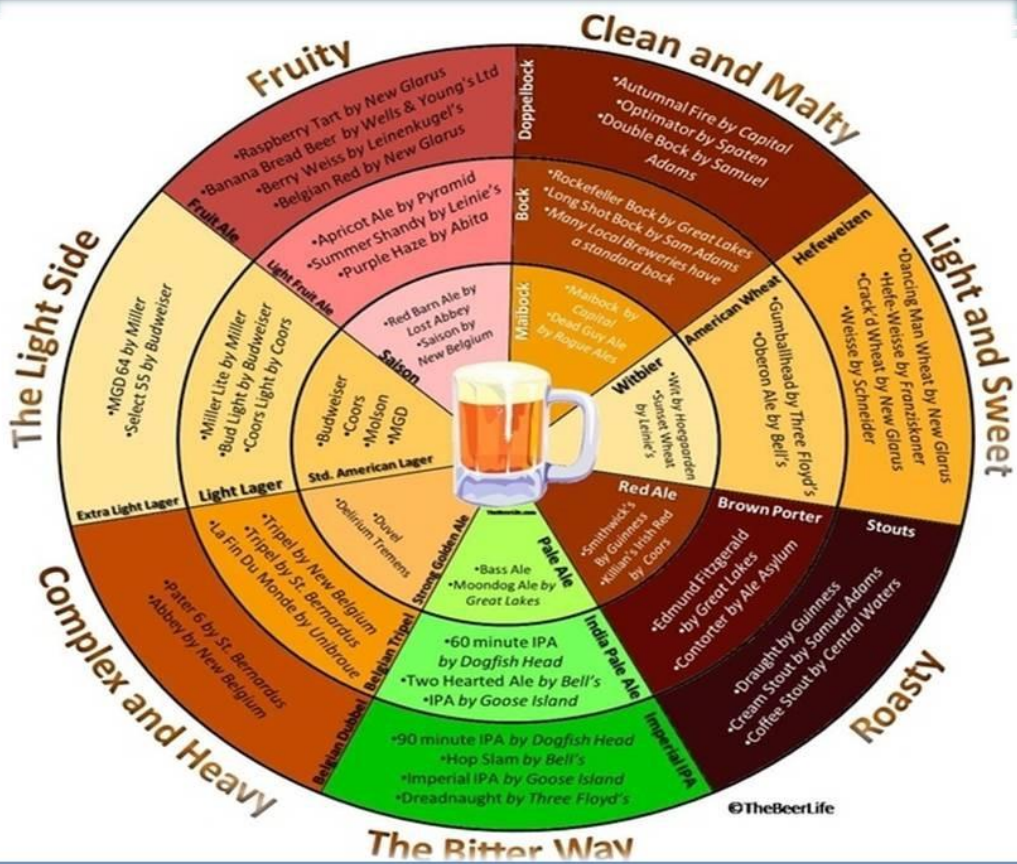 Fruity
Fruit Ale
•Raspberry Tart by New Glarus
•Banana Bread Beer by Wells & Young's Ltd
•Berry Weiss by Leinenkugel's
•Belgian Red by New Glarus
Light Fruit Ale
•Apricot Ale by Pyramid
•Summer Shandy by Leinie's
•Purple Haze by Abita
Saison
•Red Barn Ale by
Lost Abbey
•Saison by
New Belgium
Clean and Malty
Doppelbock
•Autumnal Fire by Capital
•Optimator by Spaten
•Double Bock by Samuel
Adams
Bock
•Rockefeller Bock by Great Lakes
•Long Shot Bock by Sam Adams
•Many Local Breweries have
a standard bock
Maibock
•Maibock by
Capital
•Dead Guy Ale
by Rogue Ales
Light and Sweet
Hefeweizen
•Dancing Man Wheat by New Glarus
•Hefe-Weisse by Franziskaner
•Crack'd Wheat by New Glarus
•Weisse by Schneider
American Wheat
•Gumballhead by Three Floyd's
•Oberon Ale by Bell's
Witbier
•Wit by Hoegaarden
•Sunset Wheat
by Leinie's
Roasty
Stouts
•Draught by Guinness
•Cream Stout by Samuel Adams
•Coffee Stout by Central Waters
Brown Porter
•Edmund Fitzgerald
•by Great Lakes
•Contorter by Ale Asylum
Red Ale
•Smithwick's
By Guinness
•Killian's Irish Red
by Coors
The Bitter Way
Pale Ale
•Bass Ale
•Moondog Ale by
Great Lakes
India Pale Ale
•60 minute IPA
by Dogfish Head
•Two Hearted Ale by Bell's
•IPA by Goose Island
Imperial IPA
•90 minute IPA by Dogfish Head
•Hop Slam by Bell's
•Imperial IPA by Goose Island
•Dreadnaught by Three Floyd's
Complex and Heavy
Strong Golden Ale
•Duvel
•Delirium Tremens
Belgian Tripel
•Tripel by New Belgium
•Tripel by St. Bernardus
•La Fin Du Monde by Unibroue
Belgian Dubbel
•Pater 6 by St. Bernardus
•Abbey by New Belgium
The Light Side
Extra Light Lager
•MGD 64 by Miller
•Select 55 by Budweiser
Light Lager
•Miller Lite by Miller
•Bud Light by Budweiser
•Coors Light by Coors
Std. American Lager
•Budweiser
•Coors
•Molson
•MGD
TheBeerLife.com
©TheBeerLife